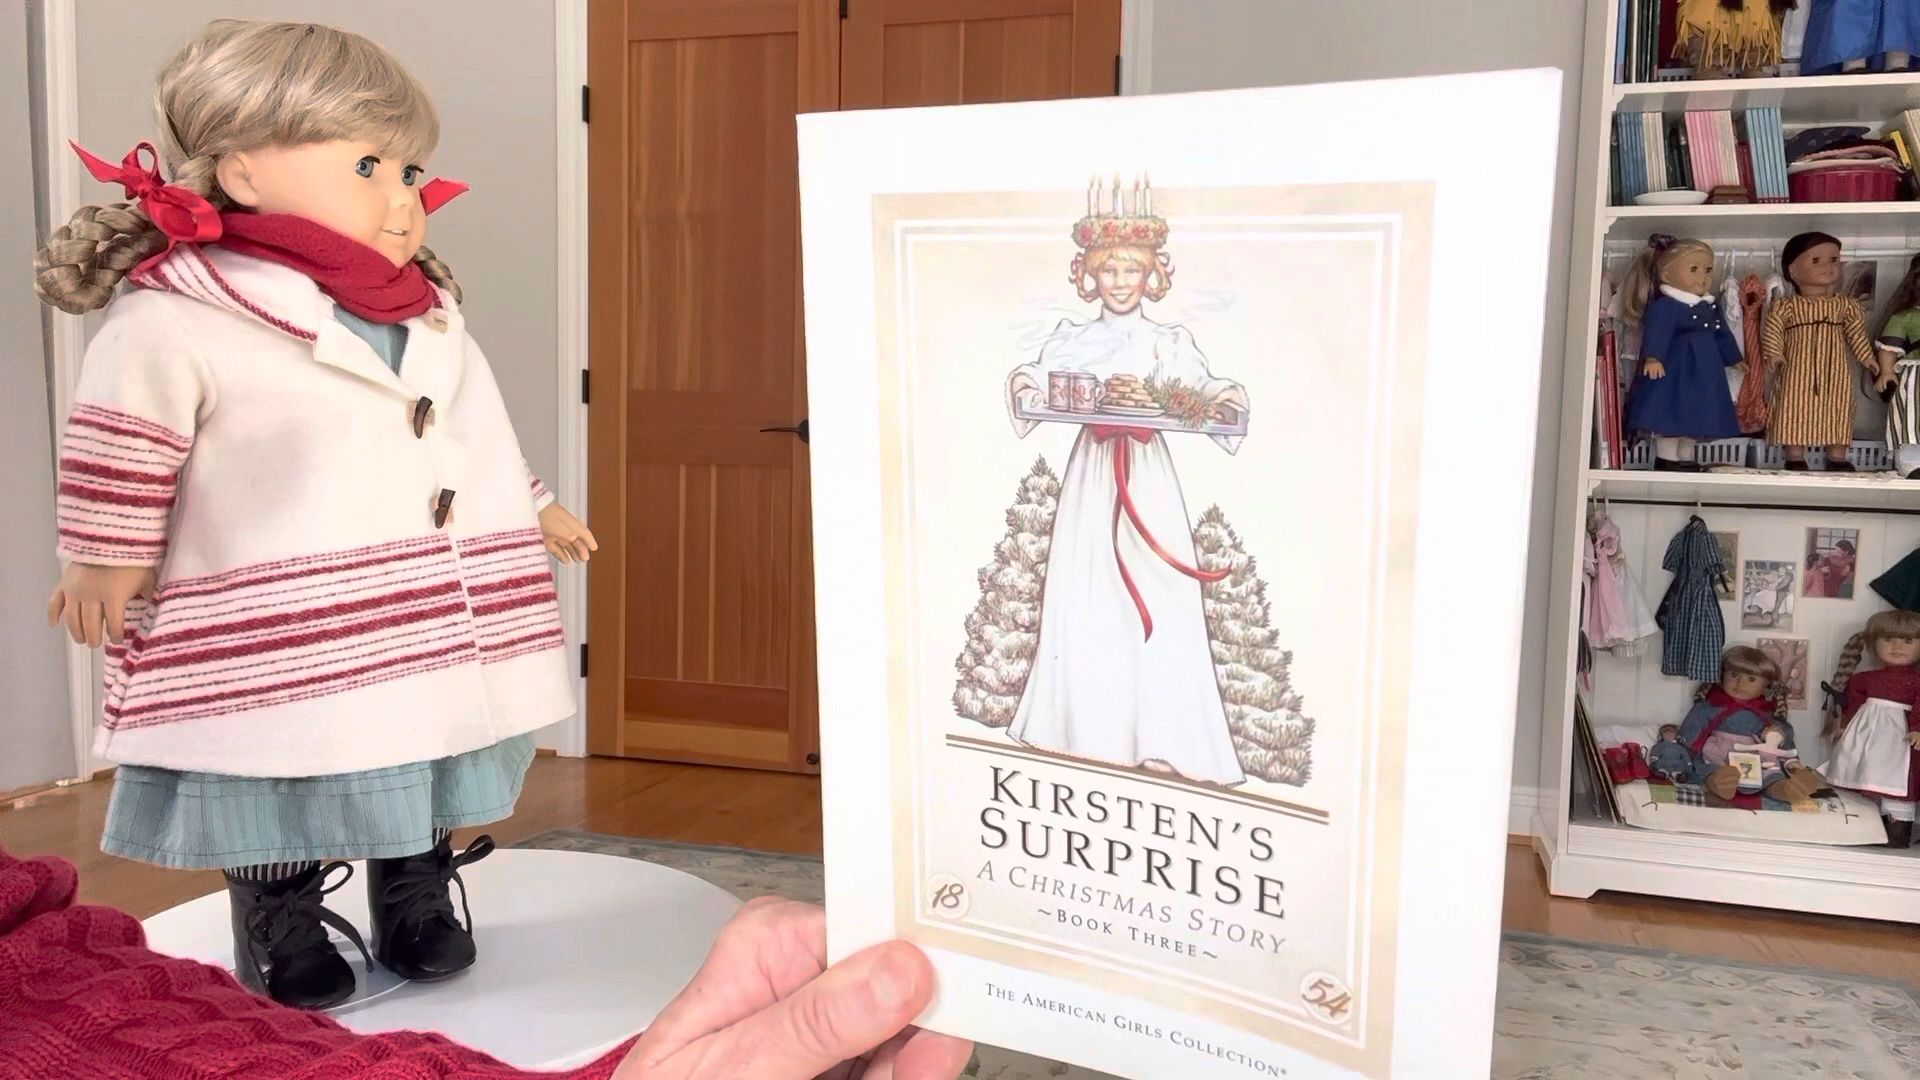 KIRSTEN'S
SURPRISE
A CHRISTMAS STORY
~BOOK THREE~
18
54
THE AMERICAN GIRLS COLLECTION®